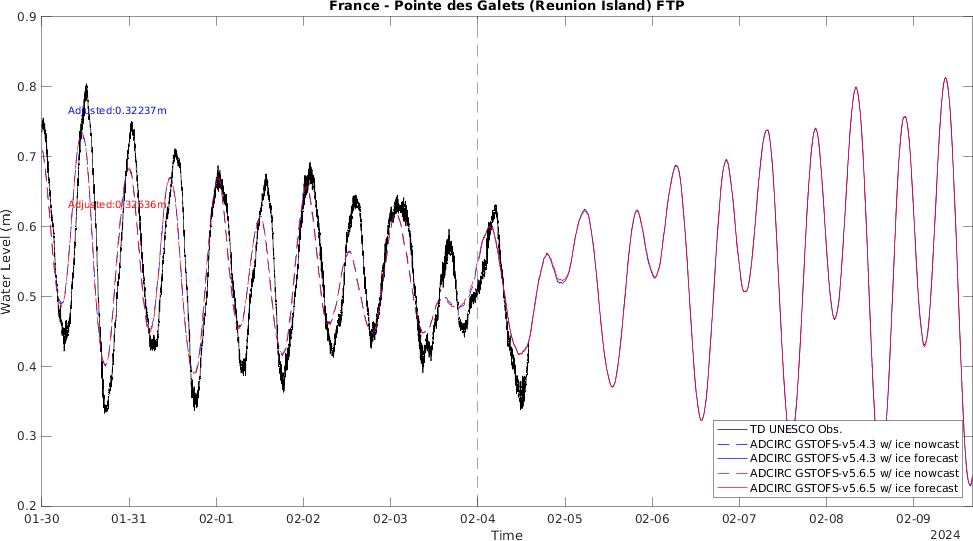 France - Pointe des Galets (Reunion Island) FTP
0.9
0.8
0.7
0.6
0.5
0.4
0.3
0.2
Water Level (m)
Adjusted:0.32237m
Adjusted:0.32636m
TD UNESCO Obs.
ADCIRC GSTOFS-v5.4.3 w/ ice nowcast
ADCIRC GSTOFS-v5.4.3 w/ ice forecast
ADCIRC GSTOFS-v5.6.5 w/ ice nowcast
ADCIRC GSTOFS-v5.6.5 w/ ice forecast
01-30 01-31 02-01 02-02 02-03 02-04 02-05 02-06 02-07 02-08 02-09
Time
2024